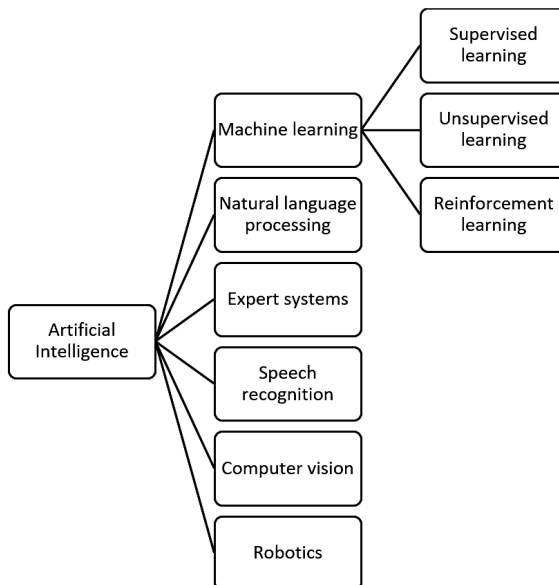 Supervised
learning
Machine learning
Unsupervised
learning
Natural language
processing
Reinforcement
learning
Expert systems
Artificial
Intelligence
Speech
recognition
Computer vision
Robotics